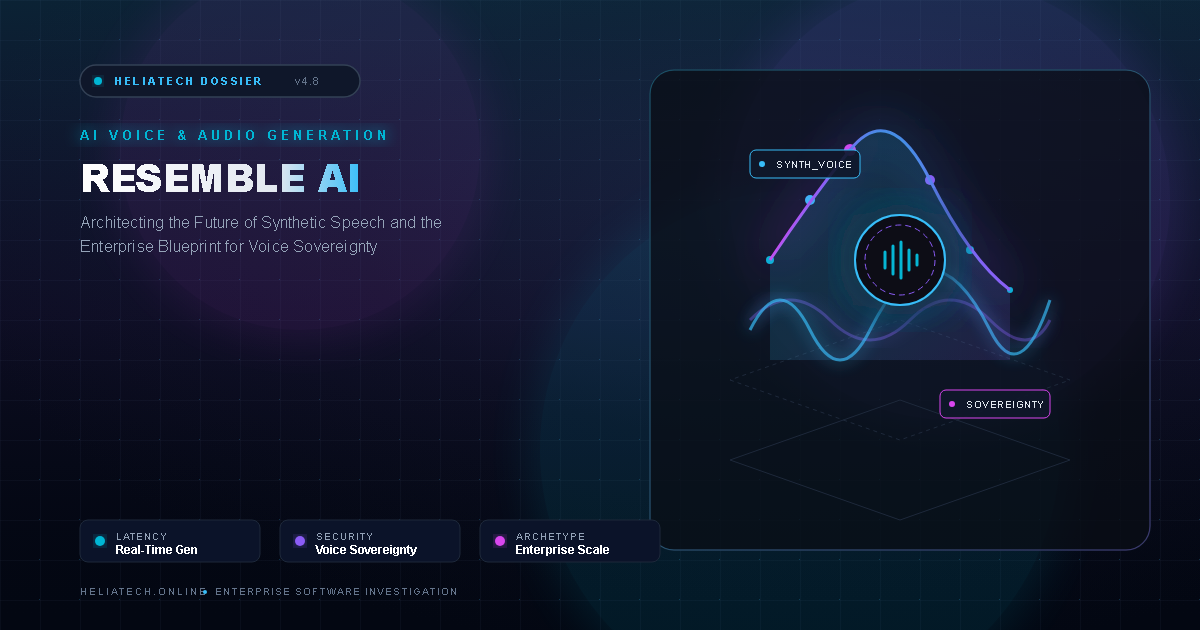 HELIATECH DOSSIER v4.8
AI VOICE & AUDIO GENERATION
RESEMBLE AI
Architecting the Future of Synthetic Speech and the
Enterprise Blueprint for Voice Sovereignty
SYNTH_VOICE
SOVEREIGNTY
LATENCY
Real-Time Gen
SECURITY
Voice Sovereignty
ARCHETYPE
Enterprise Scale
HELIATECH.ONLINE ENTERPRISE SOFTWARE INVESTIGATION